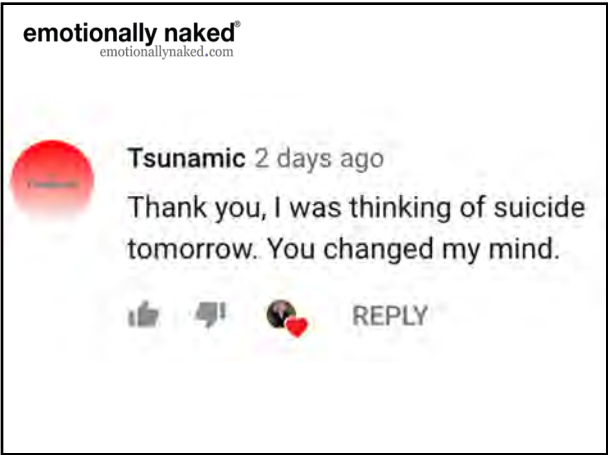 emotionally naked®
emotionallynaked.com
Tsunamic 2 days ago
Thank you, I was thinking of suicide
tomorrow. You changed my mind.
REPLY